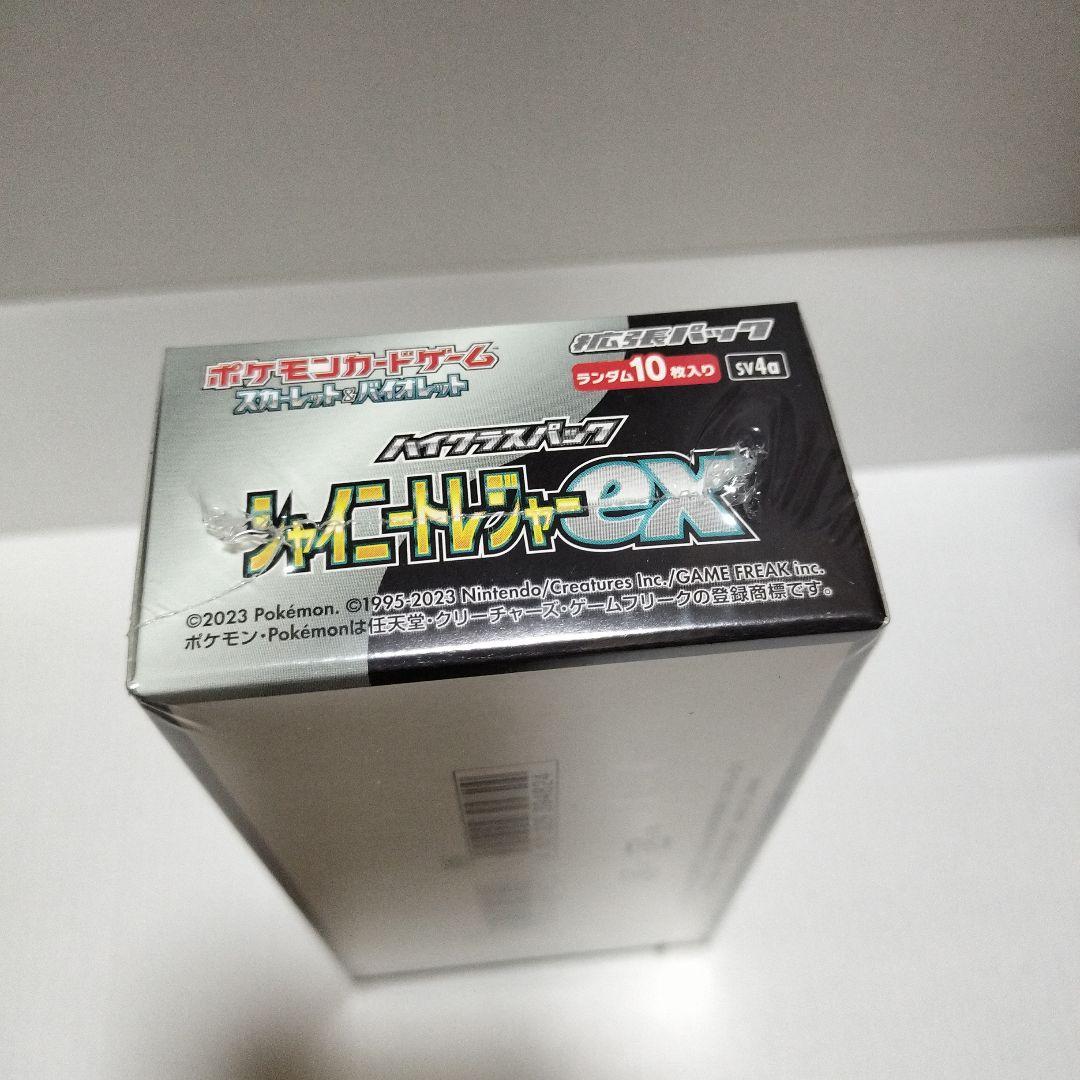 ポケモンカードゲーム
スカーレット&バイオレット
拡張パック
ランダム10枚入り
sv4a
ハイクラスパック
シャイニートレジャーex
©2023 Pokémon. ©1995-2023 Nintendo/Creatures Inc./GAME FREAK inc.
ポケモン・Pokémonは任天堂・クリーチャーズ・ゲームフリークの登録商標です。